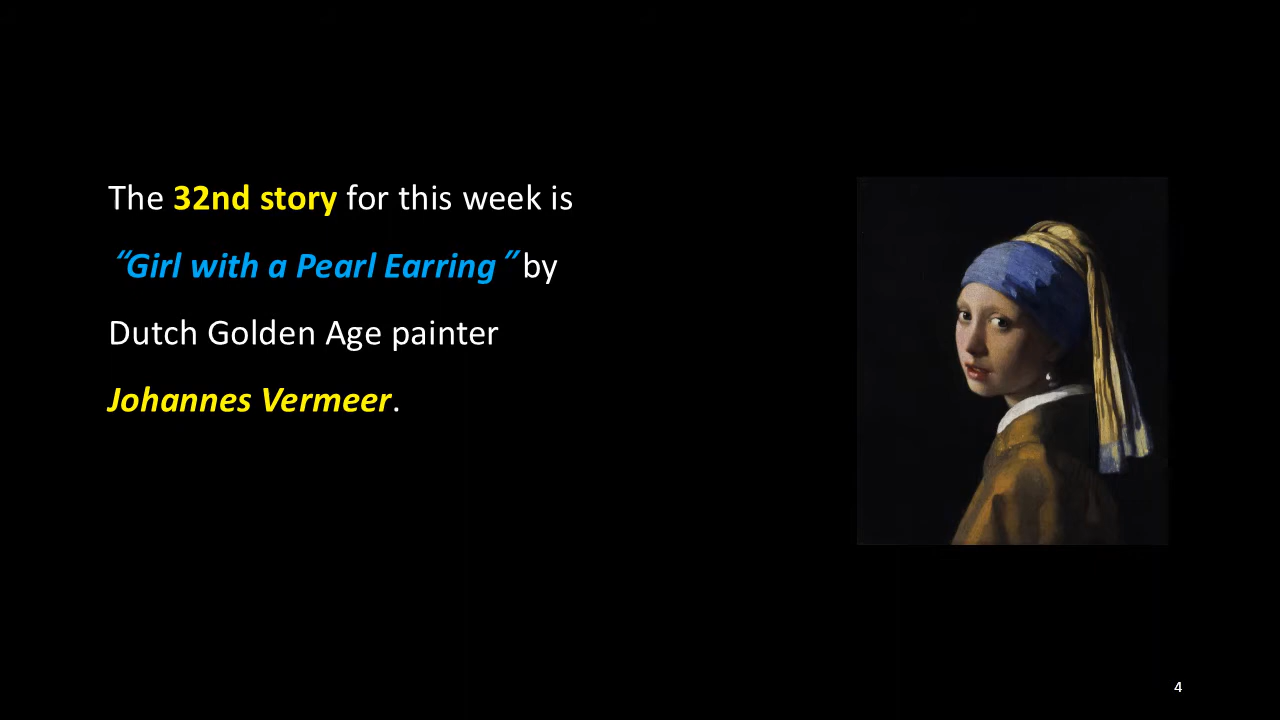 The 32nd story for this week is
“Girl with a Pearl Earring” by
Dutch Golden Age painter
Johannes Vermeer.
4